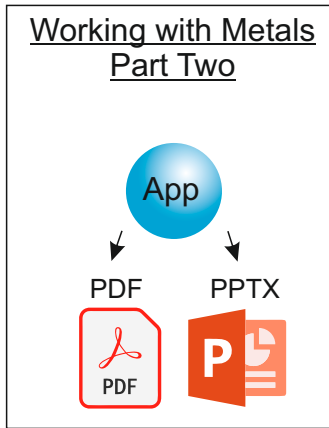 Working with Metals
Part Two
App
PDF PPTX
PDF P